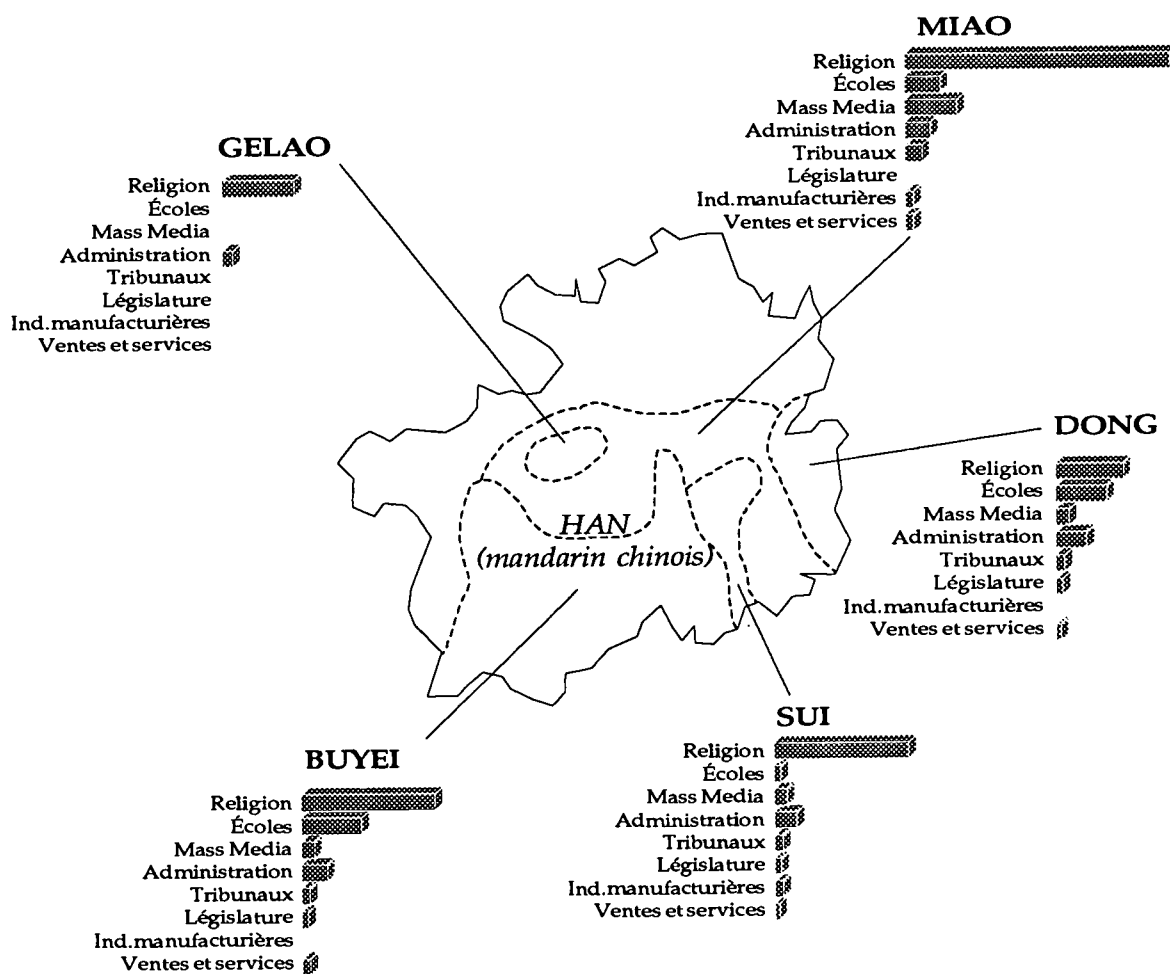 MIAO
Religion
Écoles
Mass Media
Administration
Tribunaux
Législature
Ind.manufacturières
Ventes et services
GELAO
Religion
Écoles
Mass Media
Administration
Tribunaux
Législature
Ind.manufacturières
Ventes et services
DONG
Religion
Écoles
Mass Media
Administration
Tribunaux
Législature
Ind.manufacturières
Ventes et services
HAN
(mandarin chinois)
SUI
Religion
Écoles
Mass Media
Administration
Tribunaux
Législature
Ind.manufacturières
Ventes et services
BUYEI
Religion
Écoles
Mass Media
Administration
Tribunaux
Législature
Ind.manufacturières
Ventes et services